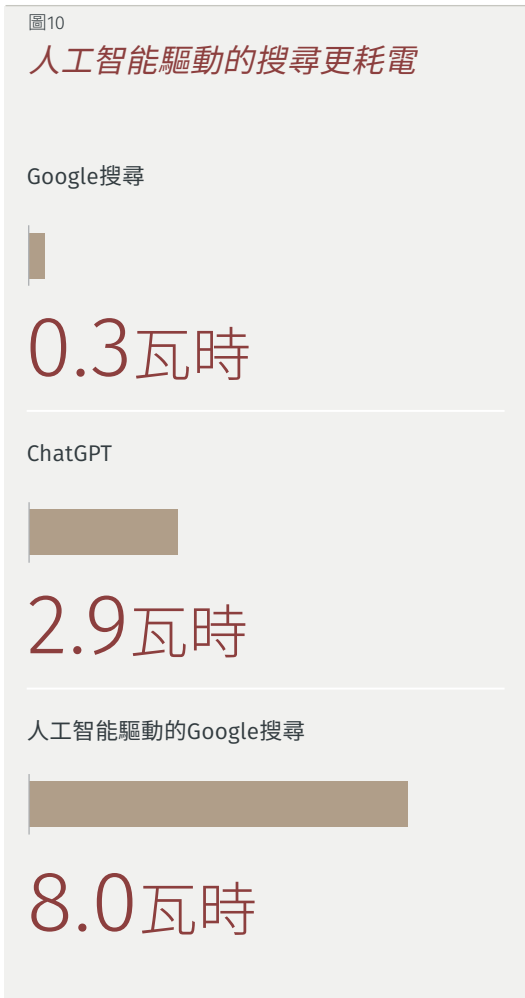 圖10
人工智能驅動的搜尋更耗電
Google搜尋
0.3瓦時
ChatGPT
2.9瓦時
人工智能驅動的Google搜尋
8.0瓦時